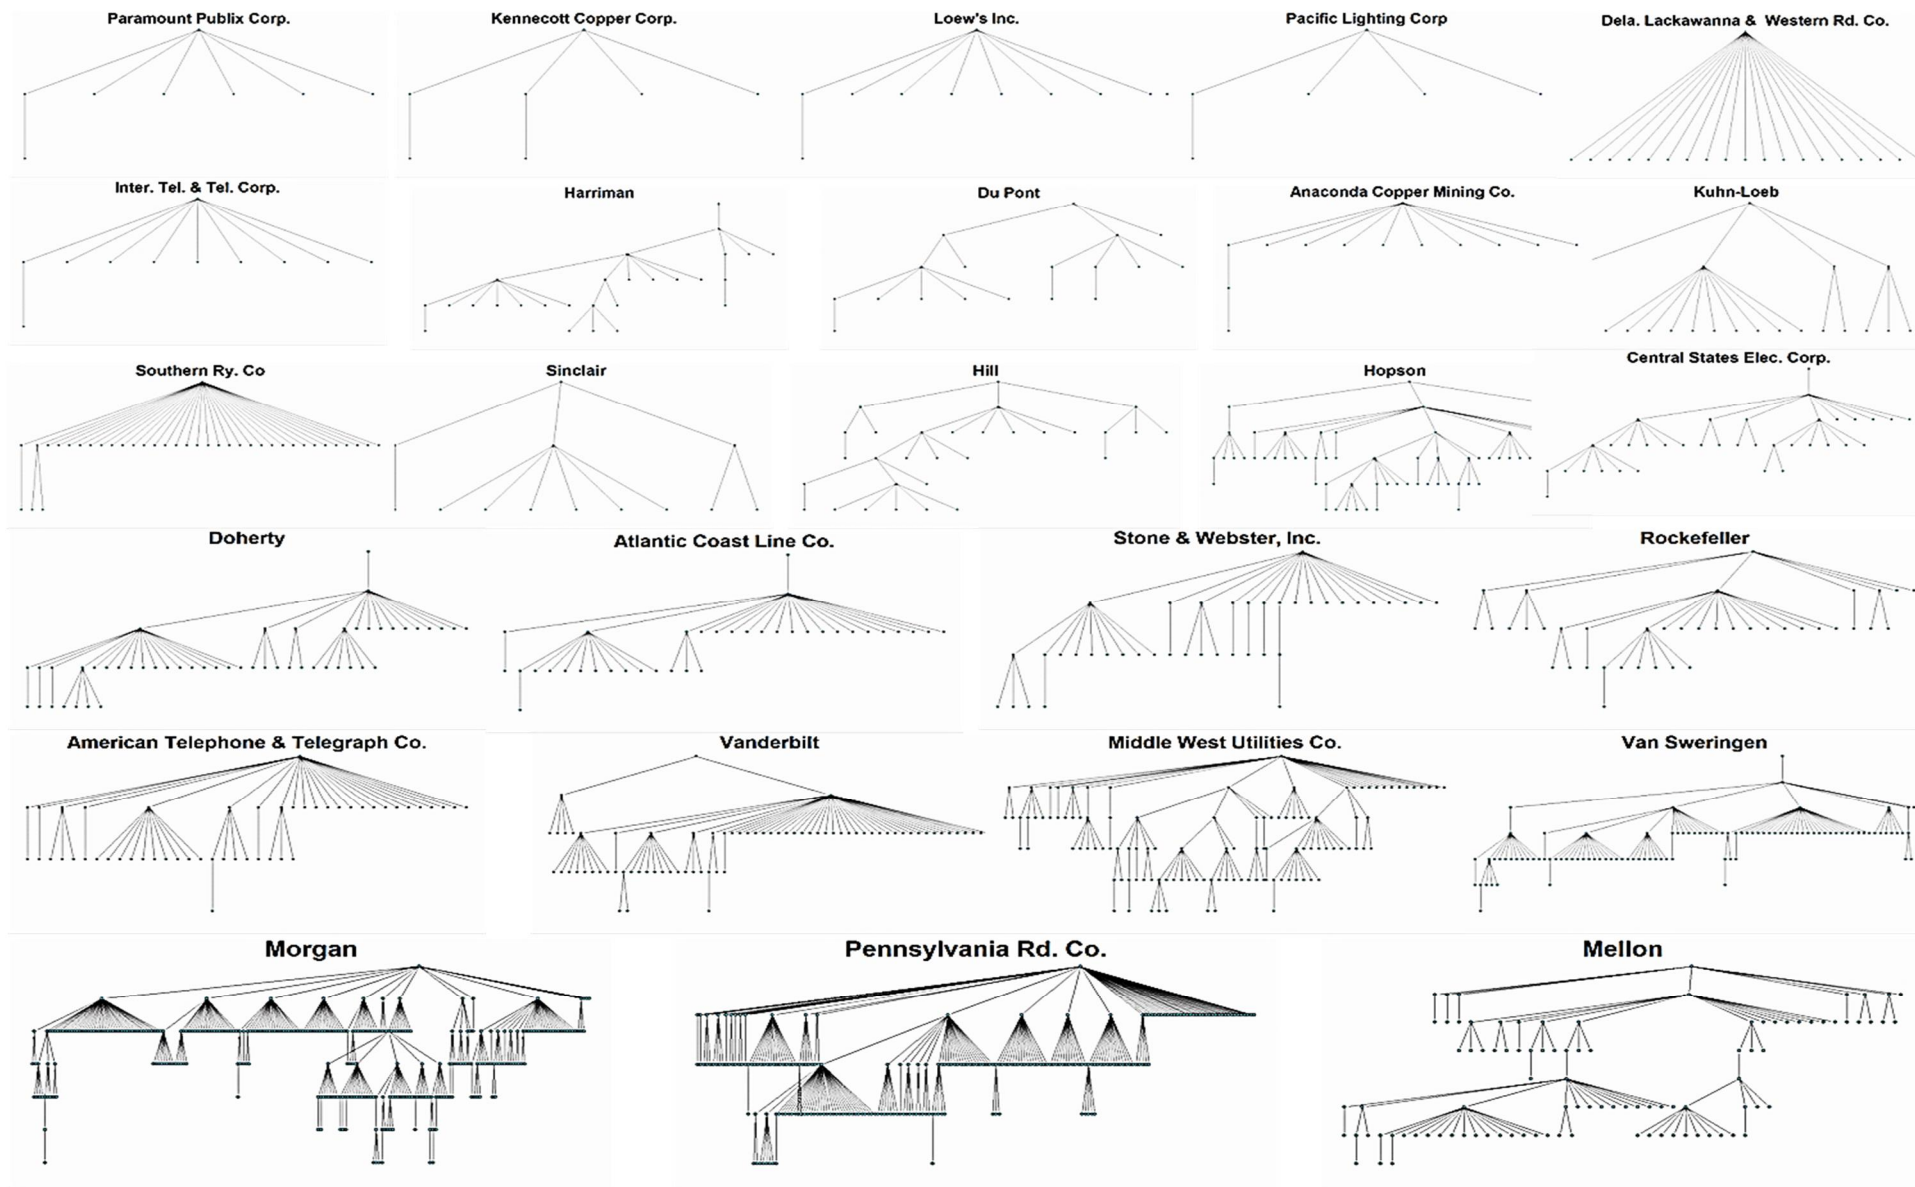 Paramount Publix Corp.
Kennecott Copper Corp.
Loew's Inc.
Pacific Lighting Corp
Dela. Lackawanna & Western Rd. Co.
Inter. Tel. & Tel. Corp.
Harriman
Du Pont
Anaconda Copper Mining Co.
Kuhn-Loeb
Southern Ry. Co
Sinclair
Hill
Hopson
Central States Elec. Corp.
Doherty
Atlantic Coast Line Co.
Stone & Webster, Inc.
Rockefeller
American Telephone & Telegraph Co.
Vanderbilt
Middle West Utilities Co.
Van Sweringen
Morgan
Pennsylvania Rd. Co.
Mellon